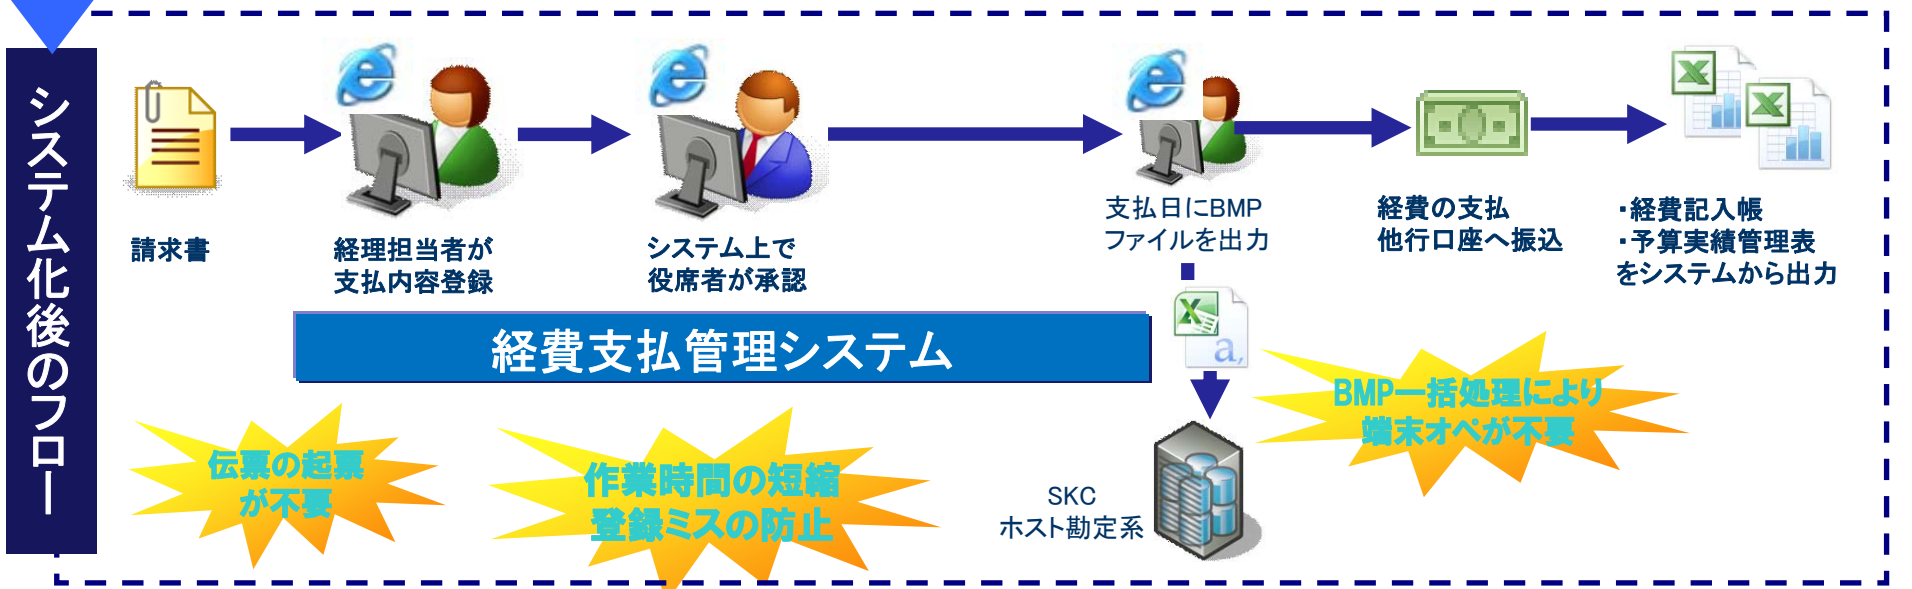 システム化後のフロー
請求書
経理担当者が
支払内容登録
システム上で
役席者が承認
支払日にBMP
ファイルを出力
経費の支払
他行口座へ振込
・経費記入帳
・予算実績管理表
をシステムから出力
経費支払管理システム
a,
BMP一括処理により
端末オペが不要
伝票の起票
が不要
作業時間の短縮
登録ミスの防止
SKC
ホスト勘定系